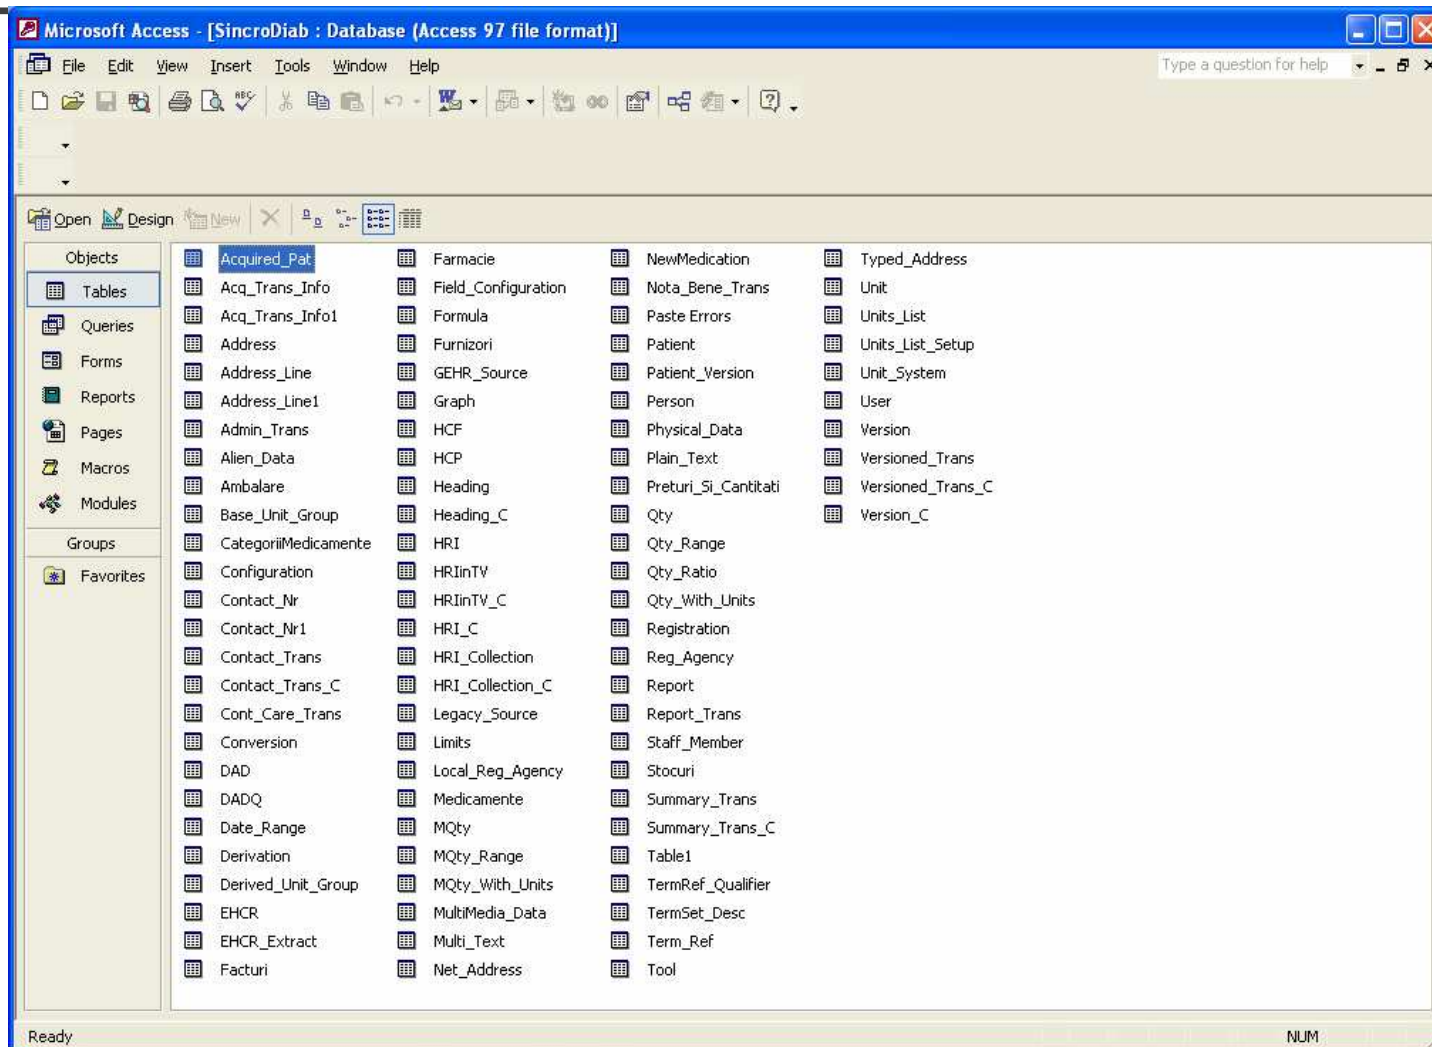 Microsoft Access - [SincroDiab : Database (Access 97 file format)]
File Edit View Insert Tools Window Help
Type a question for help
Open Design New
Objects
Tables
Queries
Forms
Reports
Pages
Macros
Modules
Groups
Favorites
Acquired_Pat
Acq_Trans_Info
Acq_Trans_Info1
Address
Address_Line
Address_Line1
Admin_Trans
Alien_Data
Ambalare
Base_Unit_Group
CategoriiMedicamente
Configuration
Contact_Nr
Contact_Nr1
Contact_Trans
Contact_Trans_C
Cont_Care_Trans
Conversion
DAD
DADQ
Date_Range
Derivation
Derived_Unit_Group
EHCR
EHCR_Extract
Facturi
Farmacie
Field_Configuration
Formula
Furnizori
GEHR_Source
Graph
HCF
HCP
Heading
Heading_C
HRI
HRIinTV
HRIinTV_C
HRI_C
HRI_Collection
HRI_Collection_C
Legacy_Source
Limits
Local_Reg_Agency
Medicamente
MQty
MQty_Range
MQty_With_Units
MultiMedia_Data
Multi_Text
Net_Address
NewMedication
Nota_Bene_Trans
Paste Errors
Patient
Patient_Version
Person
Physical_Data
Plain_Text
Preturi_Si_Cantitati
Qty
Qty_Range
Qty_Ratio
Qty_With_Units
Registration
Reg_Agency
Report
Report_Trans
Staff_Member
Stocuri
Summary_Trans
Summary_Trans_C
Table1
TermRef_Qualifier
TermSet_Desc
Term_Ref
Tool
Typed_Address
Unit
Units_List
Units_List_Setup
Unit_System
User
Version
Versioned_Trans
Versioned_Trans_C
Version_C
Ready
NUM